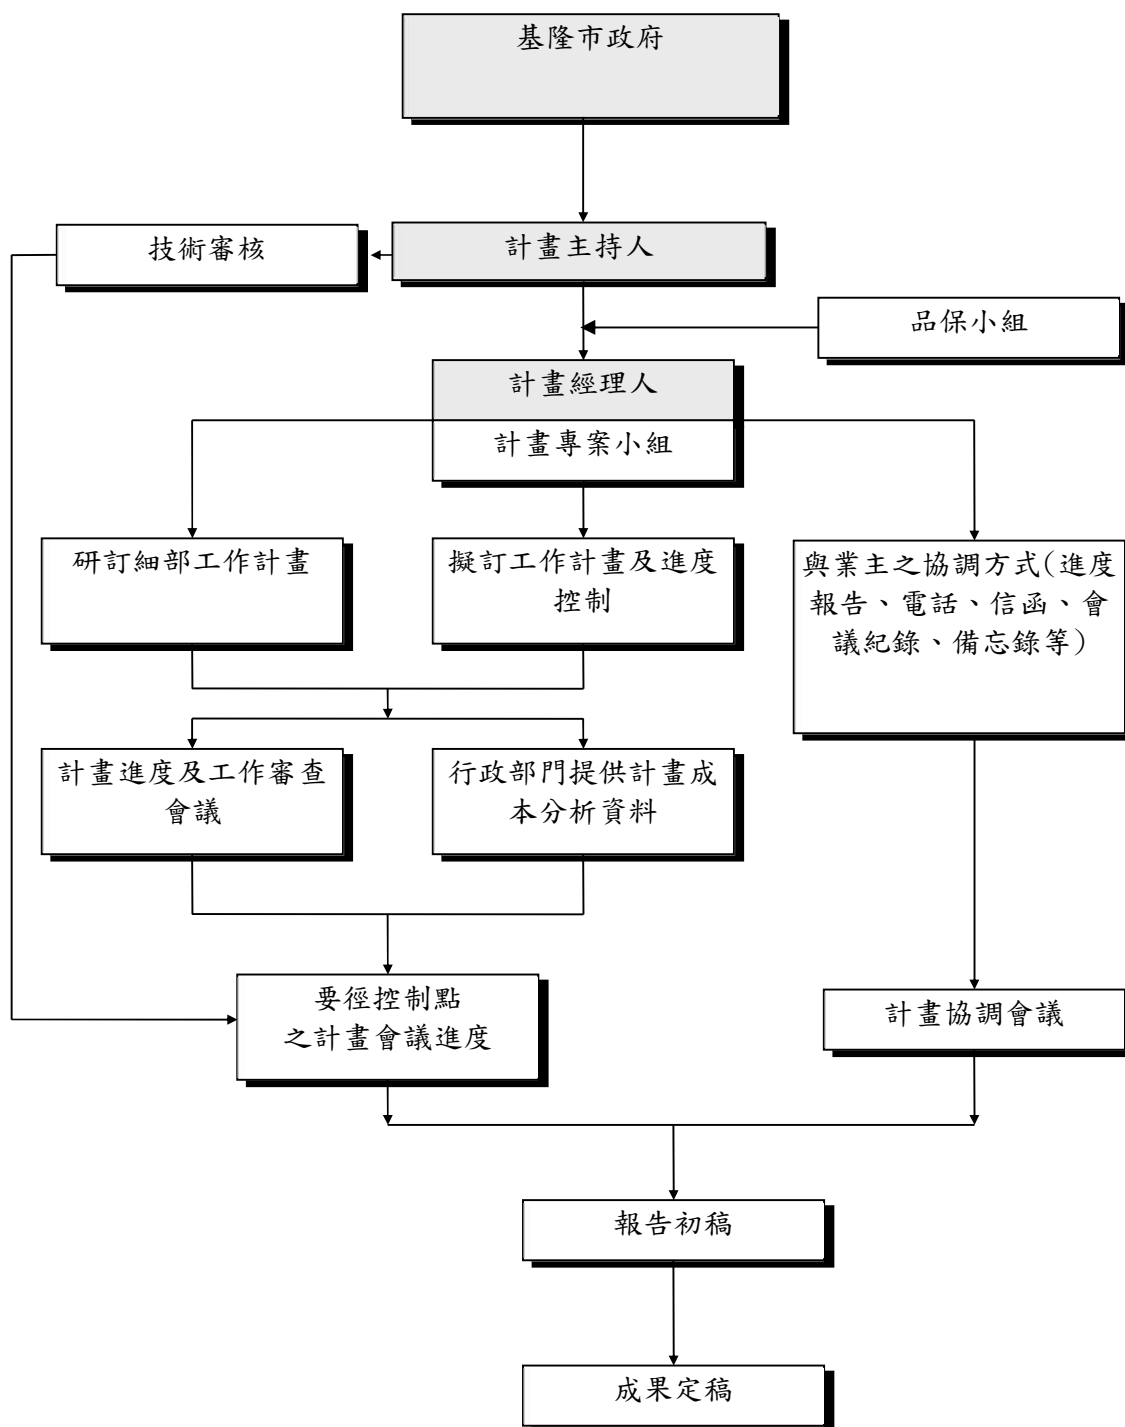 基隆市政府
技術審核
計畫主持人
品保小組
計畫經理人
計畫專案小組
研訂細部工作計畫
擬訂工作計畫及進度
控制
與業主之協調方式(進度
報告、電話、信函、會
議紀錄、備忘錄等)
計畫進度及工作審查
會議
行政部門提供計畫成
本分析資料
要徑控制點
之計畫會議進度
計畫協調會議
報告初稿
成果定稿